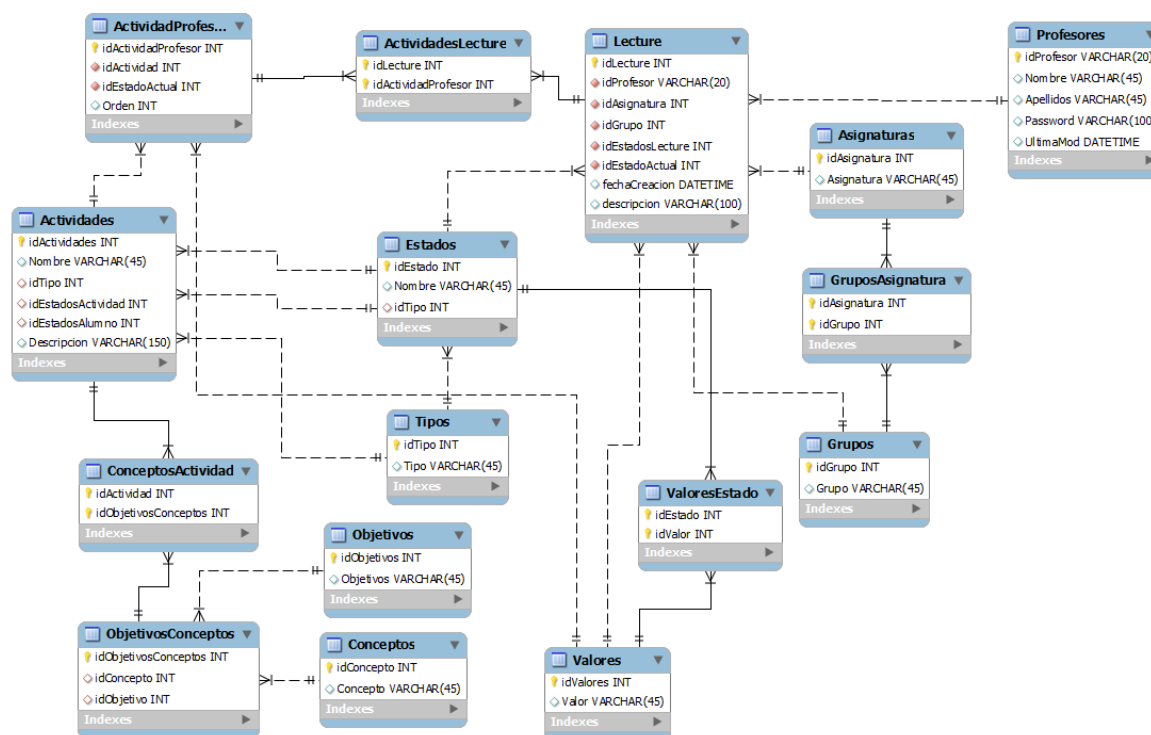 ActividadProfes...
idActividadProfesor INT
idActividad INT
idEstadoActual INT
Orden INT
Indexes
ActividadesLecture
idLecture INT
idActividadProfesor INT
Indexes
Lecture
idLecture INT
idProfesor VARCHAR(20)
idAsignatura INT
idGrupo INT
idEstadosLecture INT
idEstadoActual INT
fechaCreacion DATETIME
descripcion VARCHAR(100)
Indexes
Profesores
idProfesor VARCHAR(20)
Nombre VARCHAR(45)
Apellidos VARCHAR(45)
Password VARCHAR(100
UltimaMod DATETIME
Indexes
Asignaturas
idAsignatura INT
Asignatura VARCHAR(45)
Indexes
Actividades
idActividades INT
Nombre VARCHAR(45)
idTipo INT
idEstadosActividad INT
idEstadosAlumno INT
Descripcion VARCHAR(150)
Indexes
Estados
idEstado INT
Nombre VARCHAR(45)
idTipo INT
Indexes
GruposAsignatura
idAsignatura INT
idGrupo INT
Indexes
Tipos
idTipo INT
Tipo VARCHAR(45)
Indexes
Grupos
idGrupo INT
Grupo VARCHAR(45)
Indexes
ConceptosActividad
idActividad INT
idObjetivosConceptos INT
Indexes
ValoresEstado
idEstado INT
idValor INT
Indexes
Objetivos
idObjetivos INT
Objetivos VARCHAR(45)
Indexes
ObjetivosConceptos
idObjetivosConceptos INT
idConcepto INT
idObjetivo INT
Indexes
Conceptos
idConcepto INT
Concepto VARCHAR(45)
Indexes
Valores
idValores INT
Valor VARCHAR(45)
Indexes